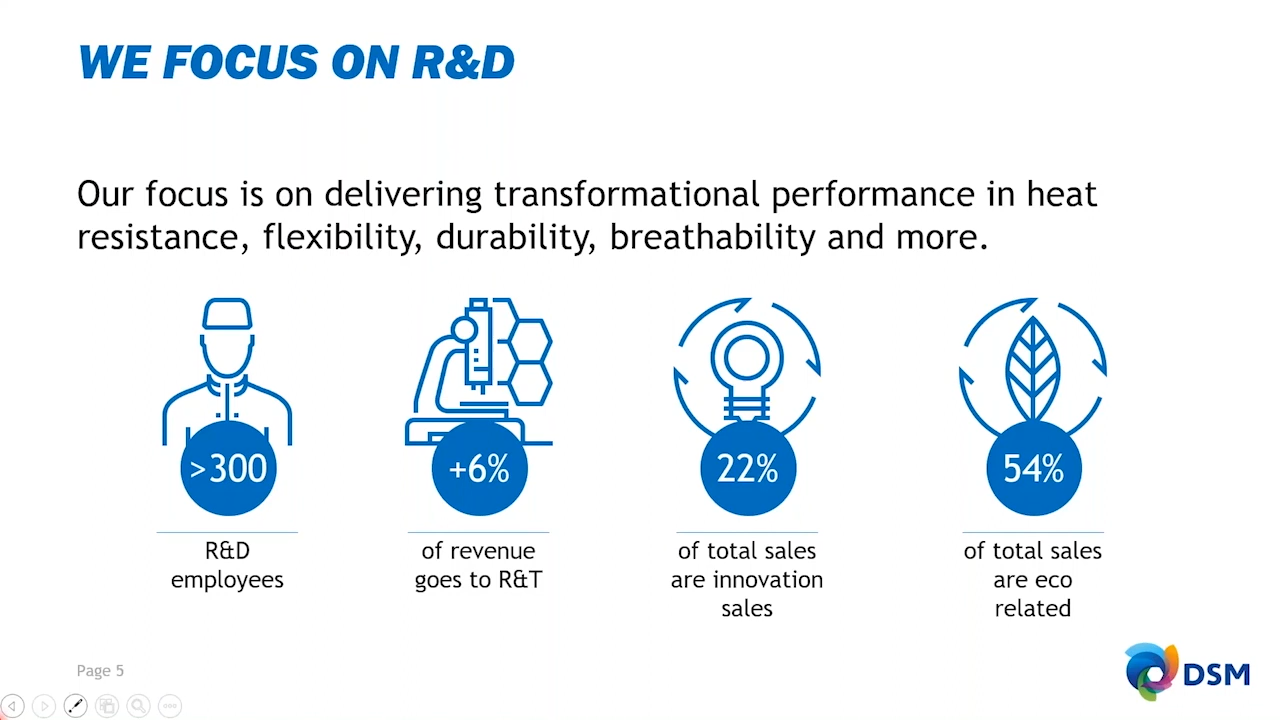 WE FOCUS ON R&D
Our focus is on delivering transformational performance in heat
resistance, flexibility, durability, breathability and more.
>300
R&D
employees
+6%
of revenue
goes to R&T
22%
of total sales
are innovation
sales
54%
of total sales
are eco
related
Page 5
DSM